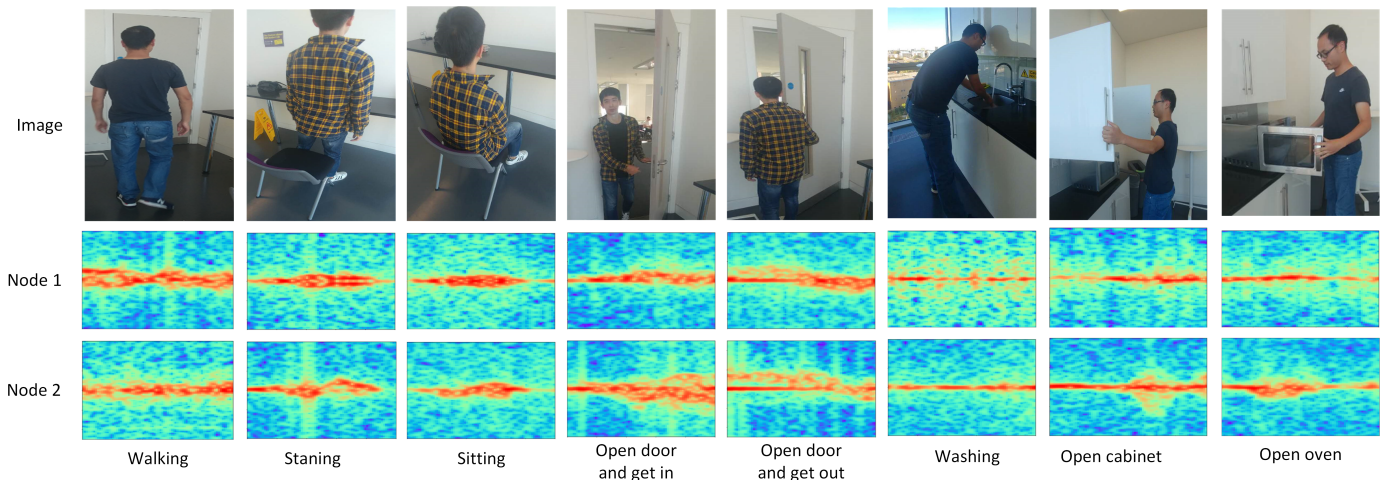 Image
Node 1
Node 2
Walking
Staning
Sitting
Open door
and get in
Open door
and get out
Washing
Open cabinet
Open oven